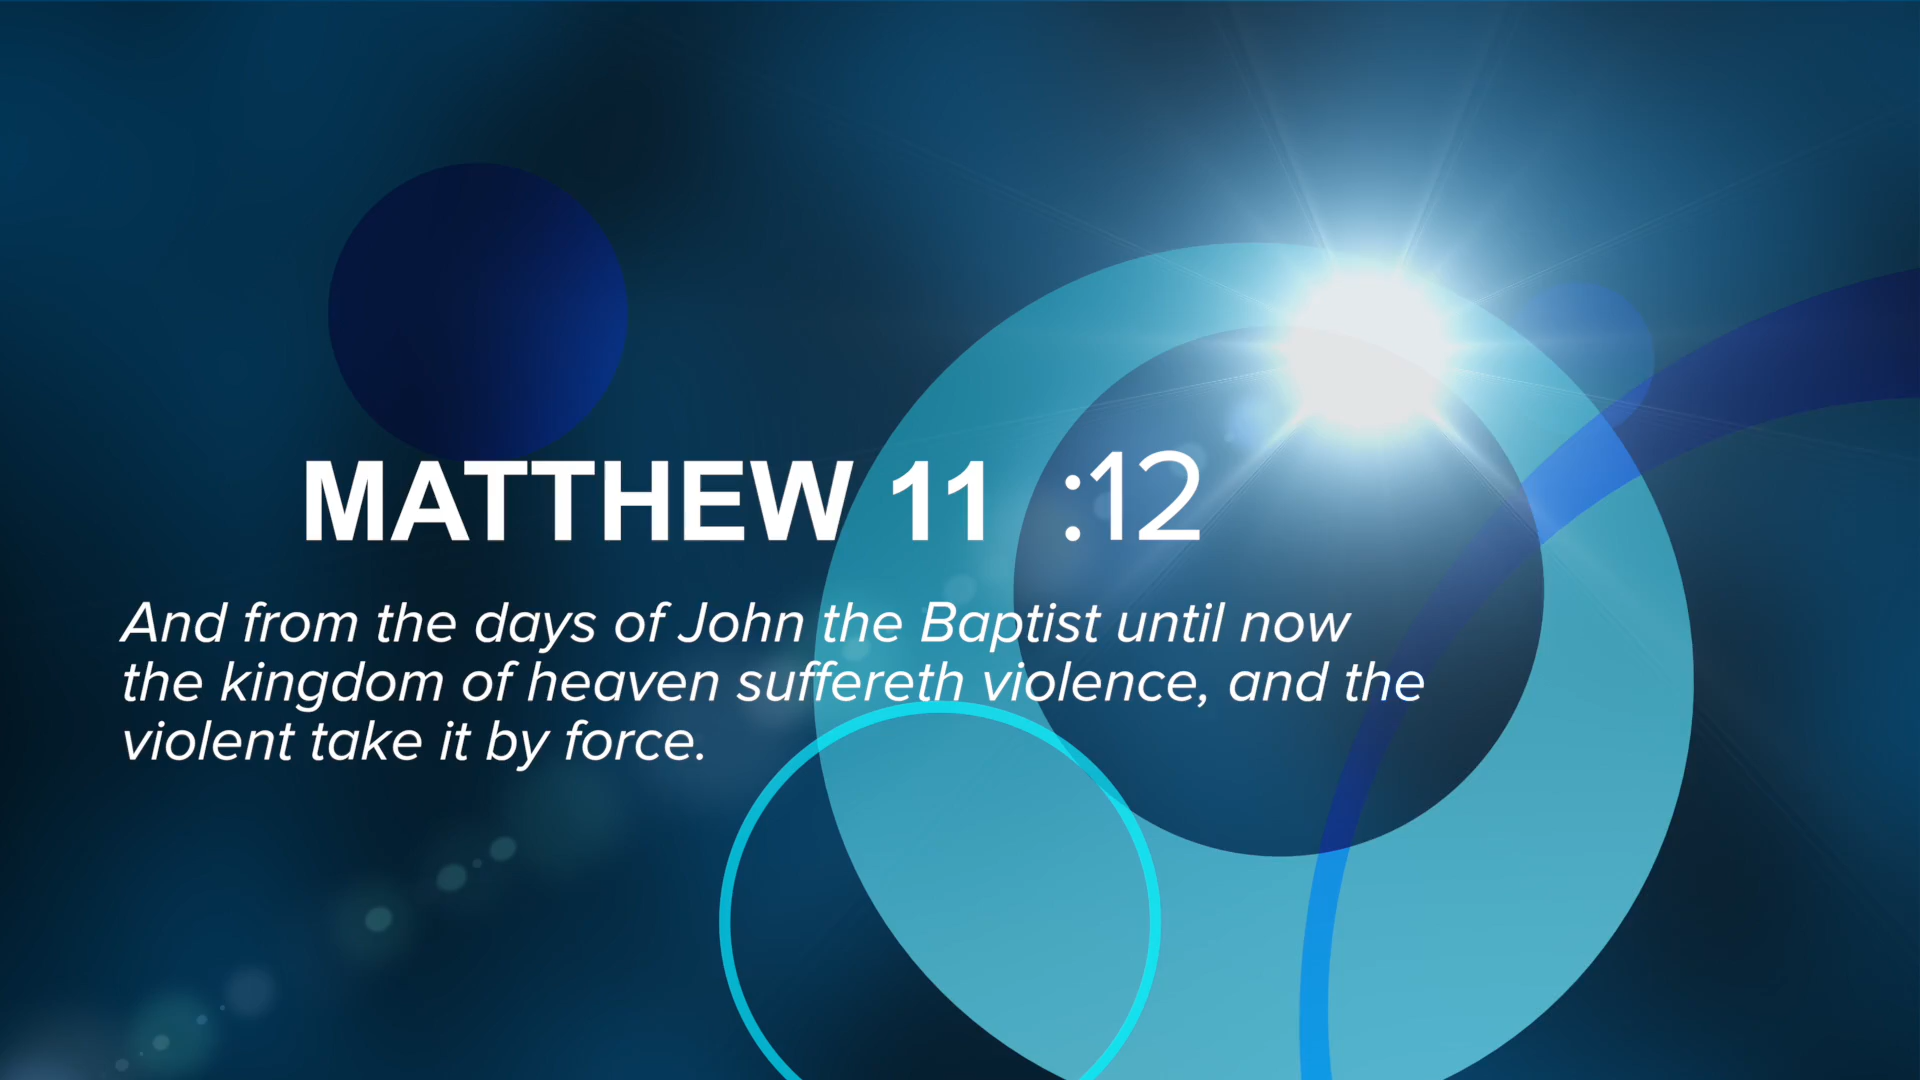 MATTHEW 11 :12
And from the days of John the Baptist until now
the kingdom of heaven suffereth violence, and the
violent take it by force.